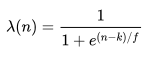 λ(n) = 1 / (1 + e^{(n−k)/f})